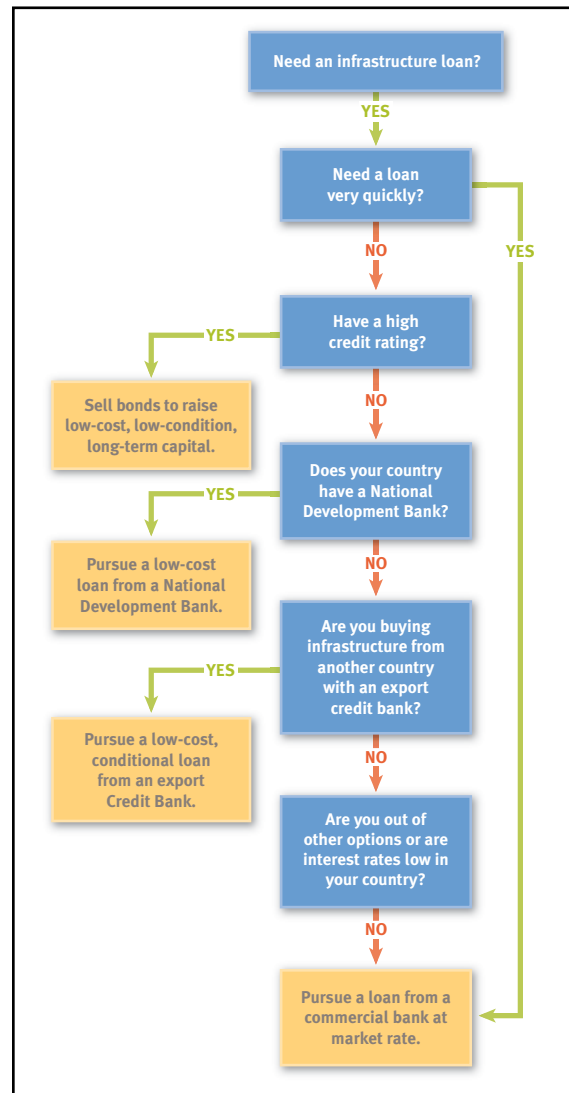 Need an infrastructure loan?
YES
Need a loan
very quickly?
YES
NO
Have a high
credit rating?
YES
Sell bonds to raise
low-cost, low-condition,
long-term capital.
NO
Does your country
have a National
Development Bank?
YES
Pursue a low-cost
loan from a National
Development Bank.
NO
Are you buying
infrastructure from
another country
with an export
credit bank?
YES
Pursue a low-cost,
conditional loan
from an export
Credit Bank.
NO
Are you out of
other options or are
interest rates low in
your country?
NO
Pursue a loan from a
commercial bank at
market rate.